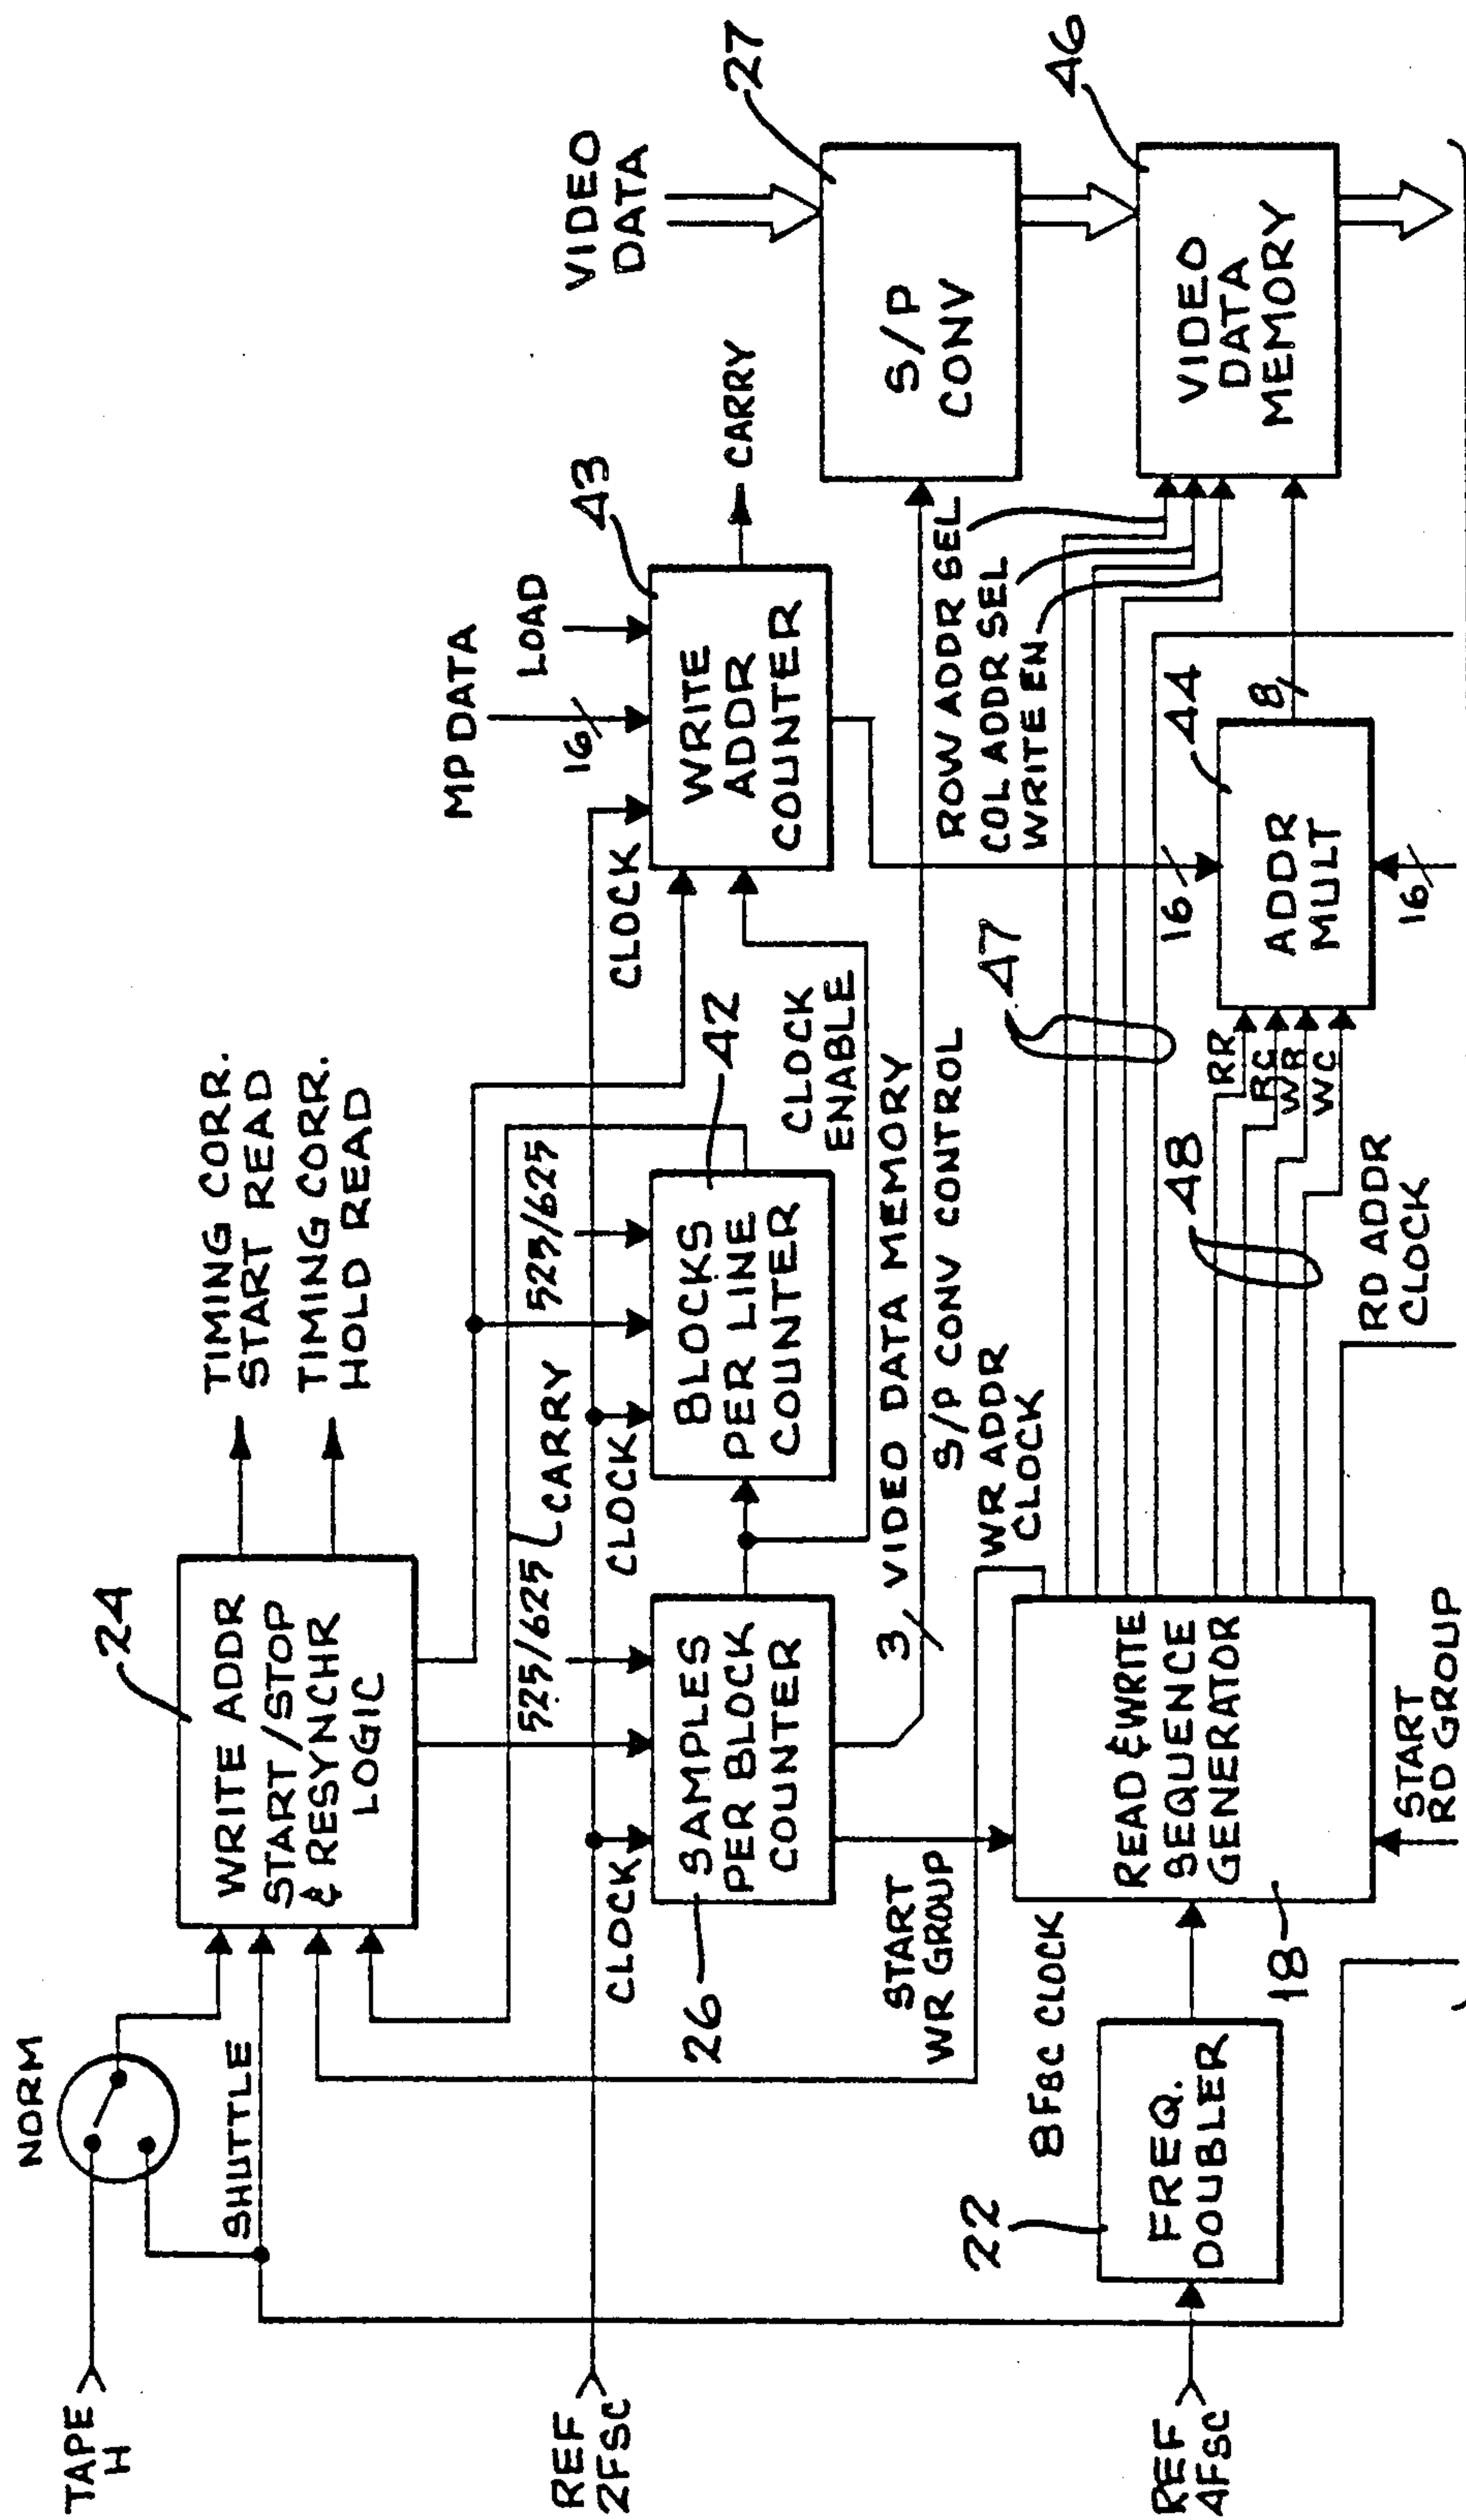 TAPE
H
NORM
SHUTTLE
24
WRITE ADDR
START/STOP
& RESYNCHR
LOGIC
TIMING CORR.
START READ
TIMING CORR.
HOLD READ
REF
2FSC
CLOCK
525/625
CARRY
26
SAMPLES
PER BLOCK
COUNTER
CLOCK
525/625
42
BLOCKS
PER LINE
COUNTER
CLOCK
ENABLE
CLOCK
MP DATA
16
LOAD
43
WRITE
ADDR
COUNTER
CARRY
VIDEO
DATA
27
S/P
CONV
3
VIDEO DATA MEMORY
S/P CONV CONTROL
START
WR GROUP
WR ADDR
CLOCK
47
ROW ADDR SEL
COL ADDR SEL
WRITE EN
46
VIDEO
DATA
MEMORY
REF
4FSC
22
FREQ.
DOUBLER
8 FSC CLOCK
18
READ & WRITE
SEQUENCE
GENERATOR
START
RD GROUP
48
RR
RC
WR
WC
RD ADDR
CLOCK
16
44
ADDR
MULT
8
16